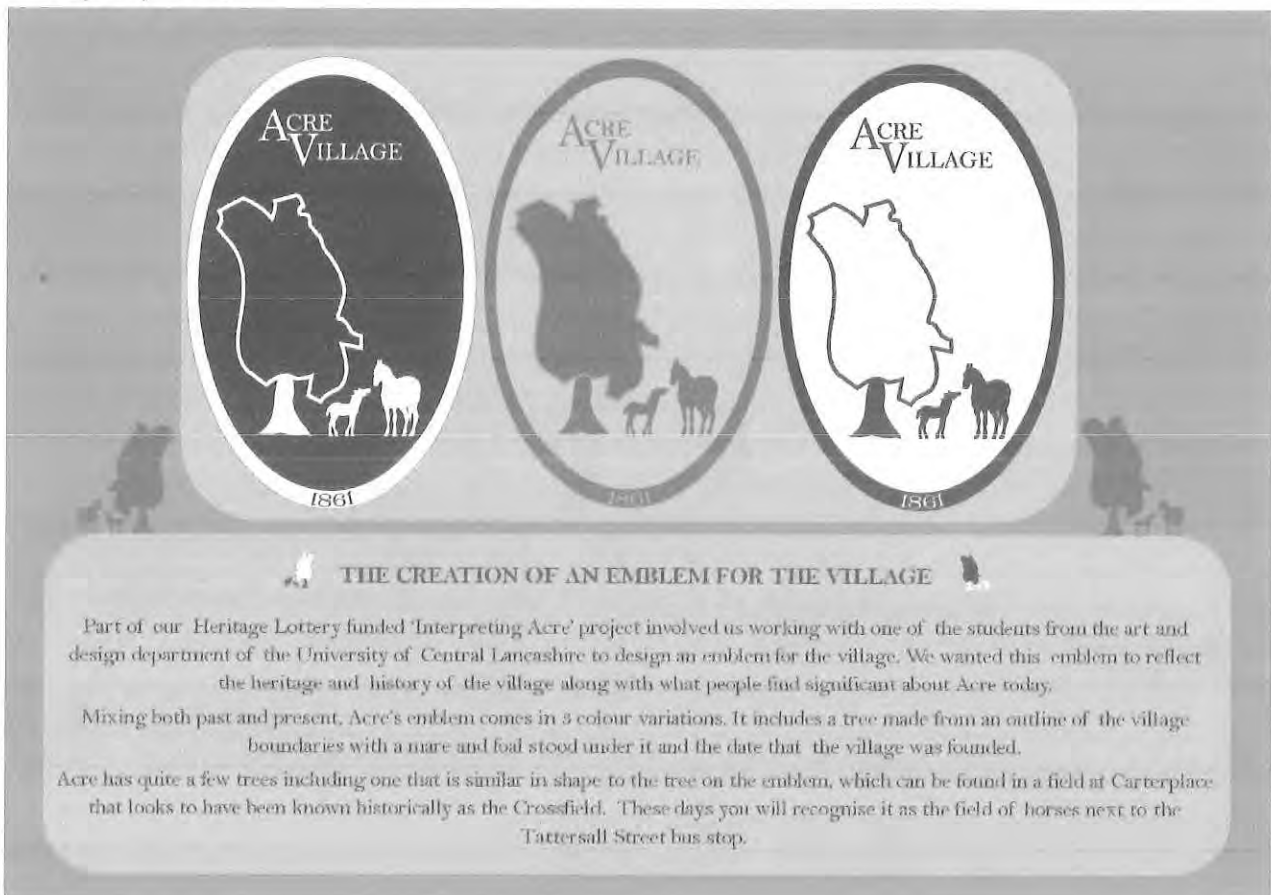 ACRE
VILLAGE
1861
ACRE
VILLAGE
1861
ACRE
VILLAGE
1861
THE CREATION OF AN EMBLEM FOR THE VILLAGE
Part of our Heritage Lottery funded 'Interpreting Acre' project involved us working with one of the students from the art and
design department of the University of Central Lancashire to design an emblem for the village. We wanted this emblem to reflect
the heritage and history of the village along with what people find significant about Acre today.
Mixing both past and present, Acre's emblem comes in 3 colour variations. It includes a tree made from an outline of the village
boundaries with a mare and foal stood under it and the date that the village was founded.
Acre has quite a few trees including one that is similar in shape to the tree on the emblem, which can be found in a field at Carterplace
that looks to have been known historically as the Crossfield. These days you will recognise it as the field of horses next to the
Tattersall Street bus stop.